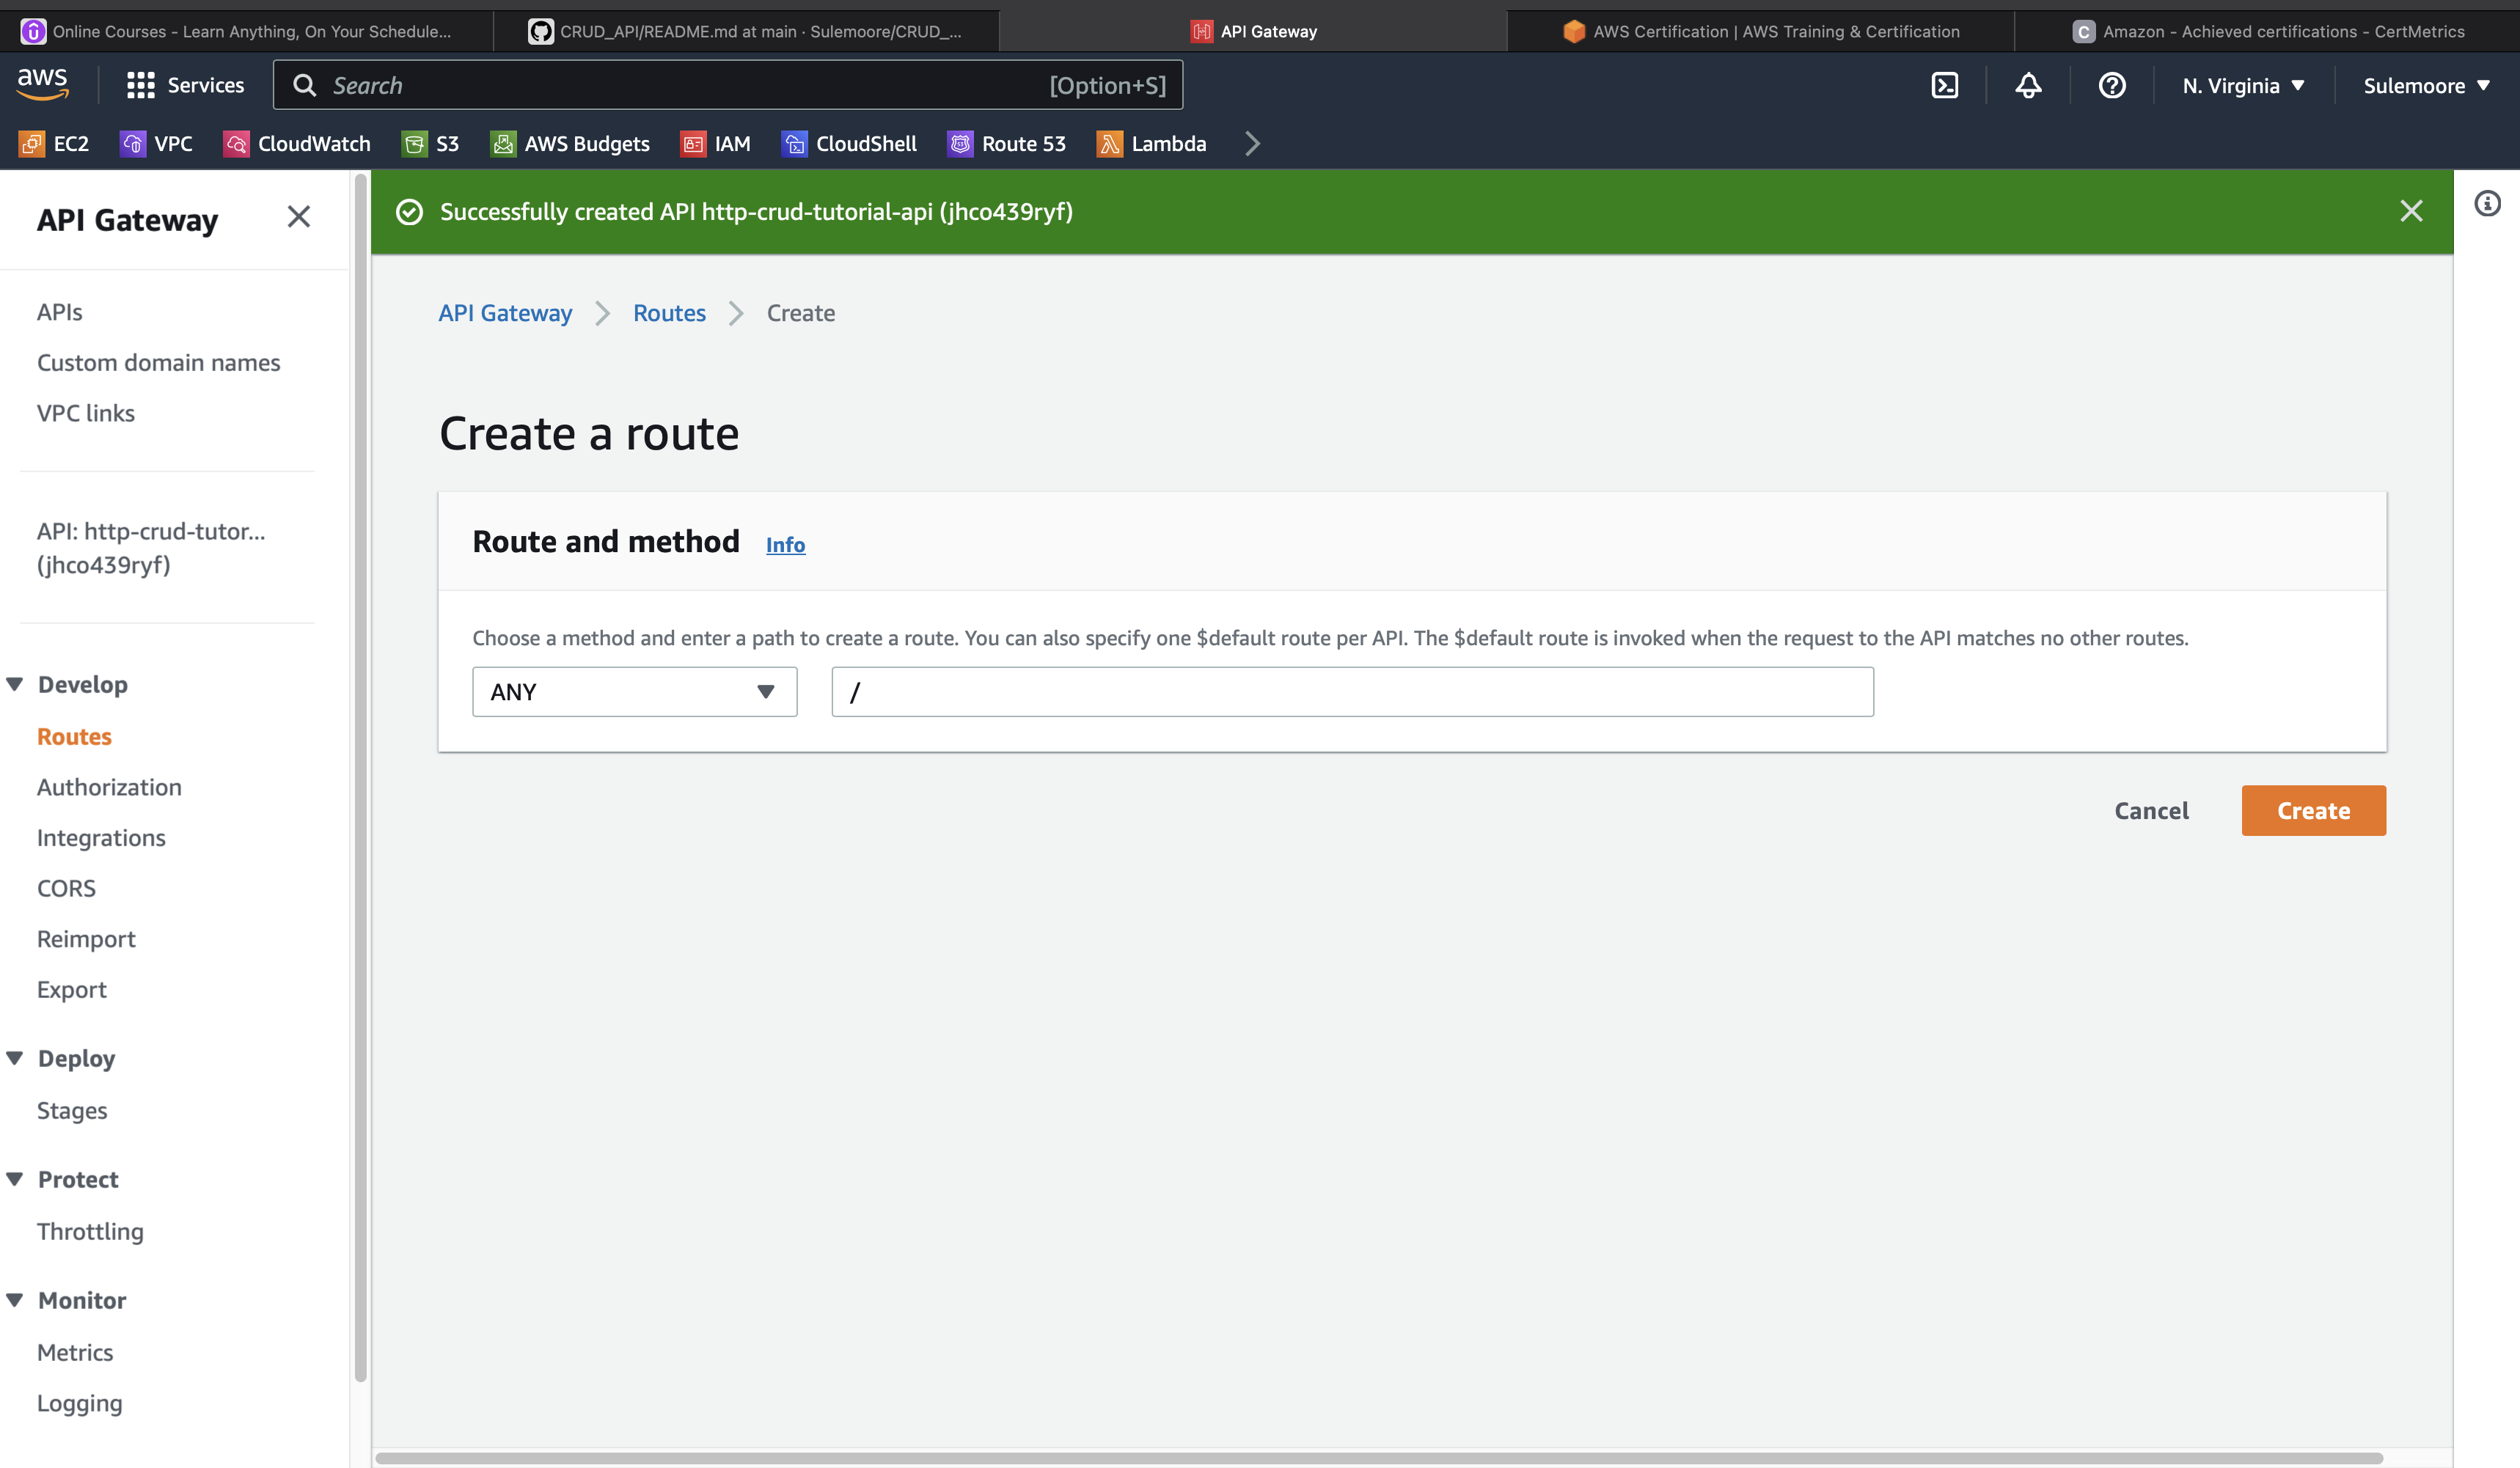 Online Courses - Learn Anything, On Your Schedule...
CRUD_API/README.md at main · Sulemoore/CRUD_...
API Gateway
AWS Certification | AWS Training & Certification
C Amazon - Achieved certifications - CertMetrics
aws
Services
Search
[Option+S]
N. Virginia
Sulemoore
EC2
VPC
CloudWatch
S3
AWS Budgets
IAM
CloudShell
Route 53
Lambda
API Gateway
APIs
Custom domain names
VPC links
API: http-crud-tutor...
(jhco439ryf)
Develop
Routes
Authorization
Integrations
CORS
Reimport
Export
Deploy
Stages
Protect
Throttling
Monitor
Metrics
Logging
Successfully created API http-crud-tutorial-api (jhco439ryf)
API Gateway
Routes
Create
Create a route
Route and method
Info
Choose a method and enter a path to create a route. You can also specify one $default route per API. The $default route is invoked when the request to the API matches no other routes.
ANY
/
Cancel
Create